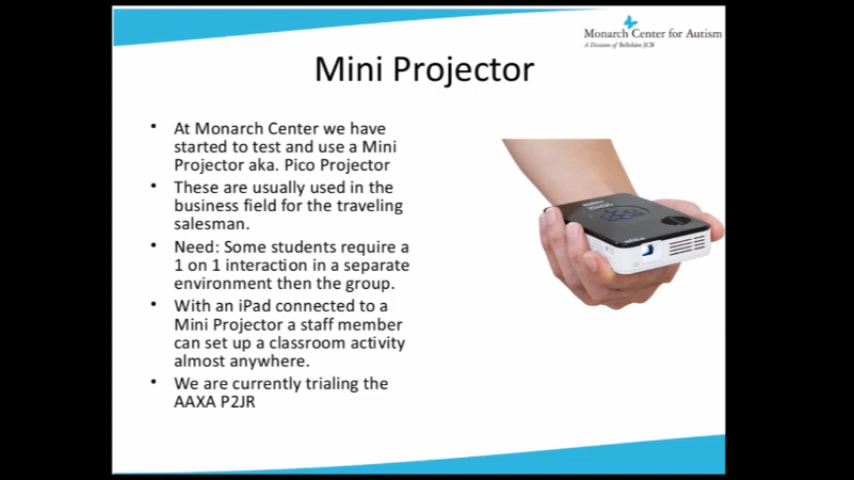 Monarch Center for Autism
A Division of Bellefaire JCB
Mini Projector
• At Monarch Center we have
started to test and use a Mini
Projector aka. Pico Projector
• These are usually used in the
business field for the traveling
salesman.
• Need: Some students require a
1 on 1 interaction in a separate
environment then the group.
• With an iPad connected to a
Mini Projector a staff member
can set up a classroom activity
almost anywhere.
• We are currently trialing the
AAXA P2JR